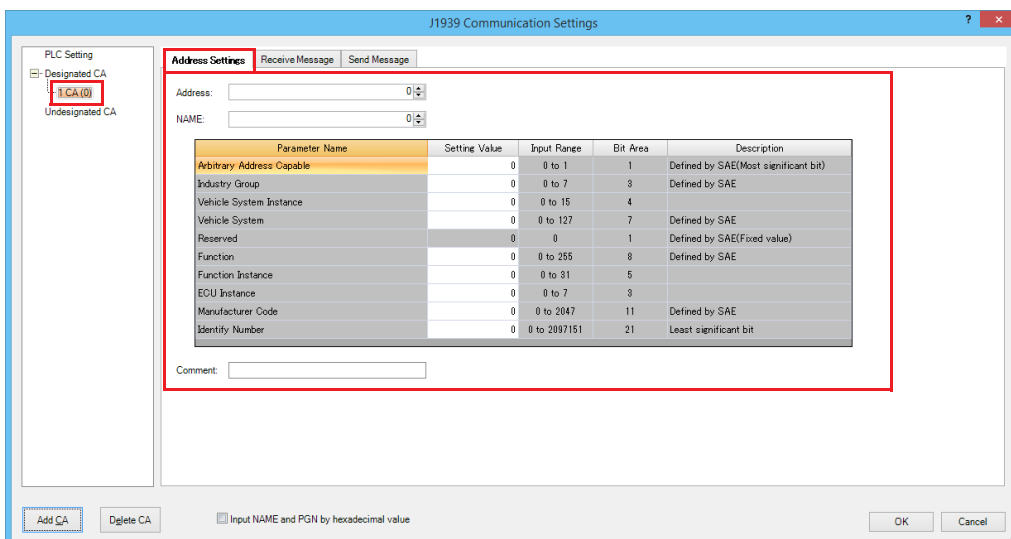 J1939 Communication Settings
?
PLC Setting
Designated CA
1 CA (0)
Undesignated CA
Address Settings Receive Message Send Message
Address: 0
NAME: 0
Parameter Name Setting Value Input Range Bit Area Description
Arbitrary Address Capable 0 0 to 1 1 Defined by SAE(Most significant bit)
Industry Group 0 0 to 7 3 Defined by SAE
Vehicle System Instance 0 0 to 15 4
Vehicle System 0 0 to 127 7 Defined by SAE
Reserved 0 0 1 Defined by SAE(Fixed value)
Function 0 0 to 255 8 Defined by SAE
Function Instance 0 0 to 31 5
ECU Instance 0 0 to 7 3
Manufacturer Code 0 0 to 2047 11 Defined by SAE
Identify Number 0 0 to 2097151 21 Least significant bit
Comment:
Add CA Delete CA Input NAME and PGN by hexadecimal value OK Cancel